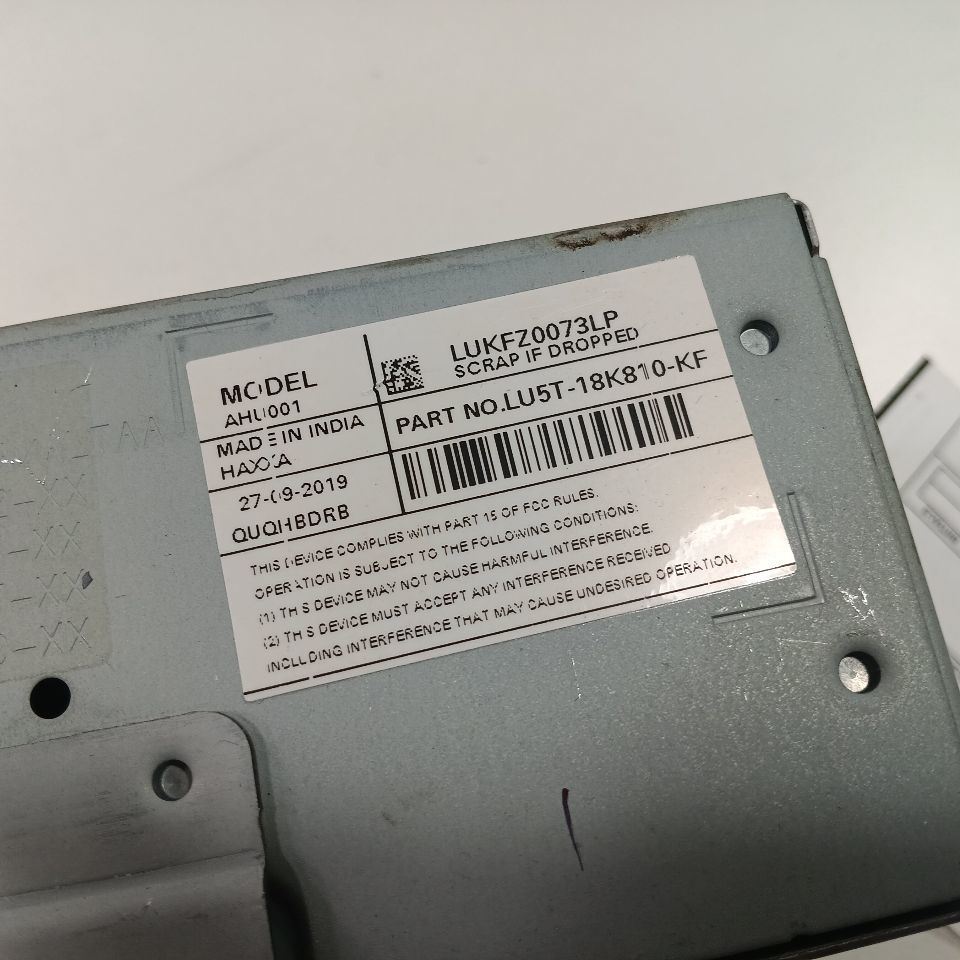 MODEL
AHU001
MADE IN INDIA
27-09-2019
QUQHBDRB
LUKFZ0073LP
SCRAP IF DROPPED
PART NO.LU5T-18K810-KF
THIS DEVICE COMPLIES WITH PART 15 OF FCC RULES.
OPERATION IS SUBJECT TO THE FOLLOWING CONDITIONS:
(1) THIS DEVICE MAY NOT CAUSE HARMFUL INTERFERENCE.
(2) THIS DEVICE MUST ACCEPT ANY INTERFERENCE RECEIVED
INCLUDING INTERFERENCE THAT MAY CAUSE UNDESIRED OPERATION.